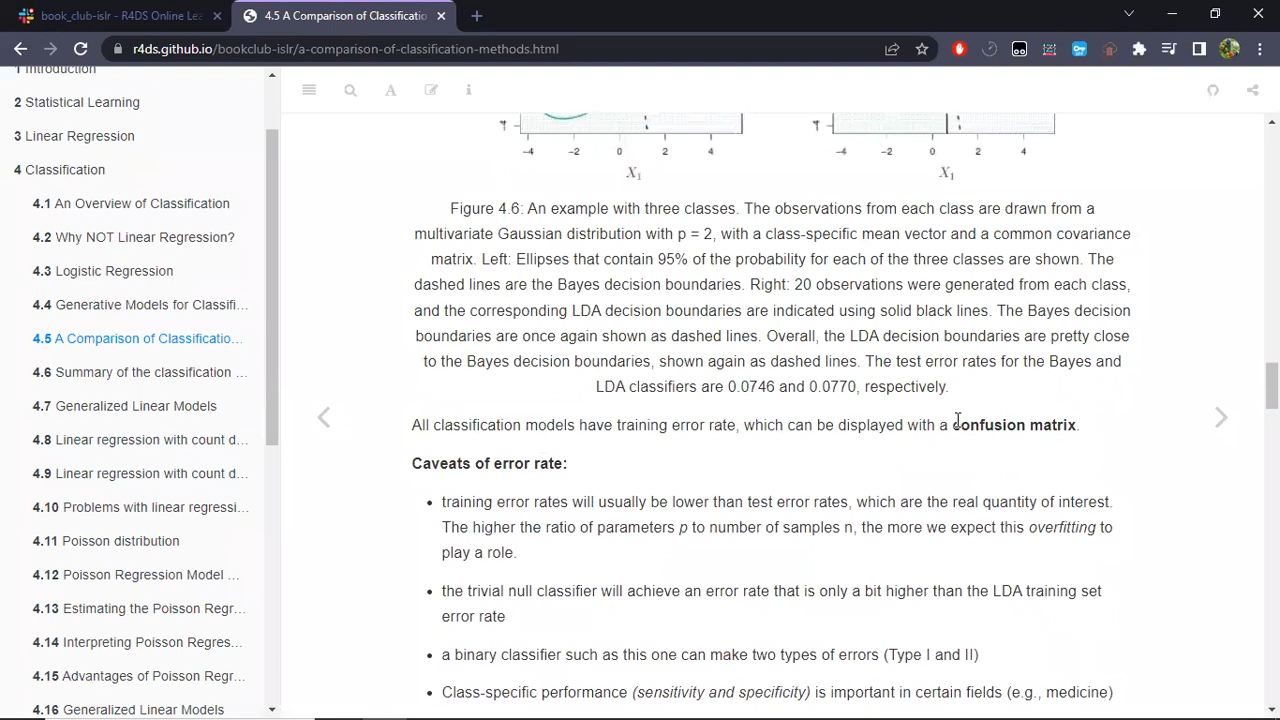 book_club-islr - R4DS Online Lea
4.5 A Comparison of Classificatio
r4ds.github.io/bookclub-islr/a-comparison-of-classification-methods.html
1 Introduction
2 Statistical Learning
3 Linear Regression
4 Classification
4.1 An Overview of Classification
4.2 Why NOT Linear Regression?
4.3 Logistic Regression
4.4 Generative Models for Classifi...
4.5 A Comparison of Classificatio...
4.6 Summary of the classification ...
4.7 Generalized Linear Models
4.8 Linear regression with count d...
4.9 Linear regression with count d...
4.10 Problems with linear regressi...
4.11 Poisson distribution
4.12 Poisson Regression Model ...
4.13 Estimating the Poisson Regr...
4.14 Interpreting Poisson Regres...
4.15 Advantages of Poisson Regr...
4.16 Generalized Linear Models
-4 -2 0 2 4
X1
-4 -2 0 2 4
X1
Figure 4.6: An example with three classes. The observations from each class are drawn from a
multivariate Gaussian distribution with p = 2, with a class-specific mean vector and a common covariance
matrix. Left: Ellipses that contain 95% of the probability for each of the three classes are shown. The
dashed lines are the Bayes decision boundaries. Right: 20 observations were generated from each class,
and the corresponding LDA decision boundaries are indicated using solid black lines. The Bayes decision
boundaries are once again shown as dashed lines. Overall, the LDA decision boundaries are pretty close
to the Bayes decision boundaries, shown again as dashed lines. The test error rates for the Bayes and
LDA classifiers are 0.0746 and 0.0770, respectively.
All classification models have training error rate, which can be displayed with a confusion matrix.
Caveats of error rate:
• training error rates will usually be lower than test error rates, which are the real quantity of interest.
The higher the ratio of parameters p to number of samples n, the more we expect this overfitting to
play a role.
• the trivial null classifier will achieve an error rate that is only a bit higher than the LDA training set
error rate
• a binary classifier such as this one can make two types of errors (Type I and II)
• Class-specific performance (sensitivity and specificity) is important in certain fields (e.g., medicine)